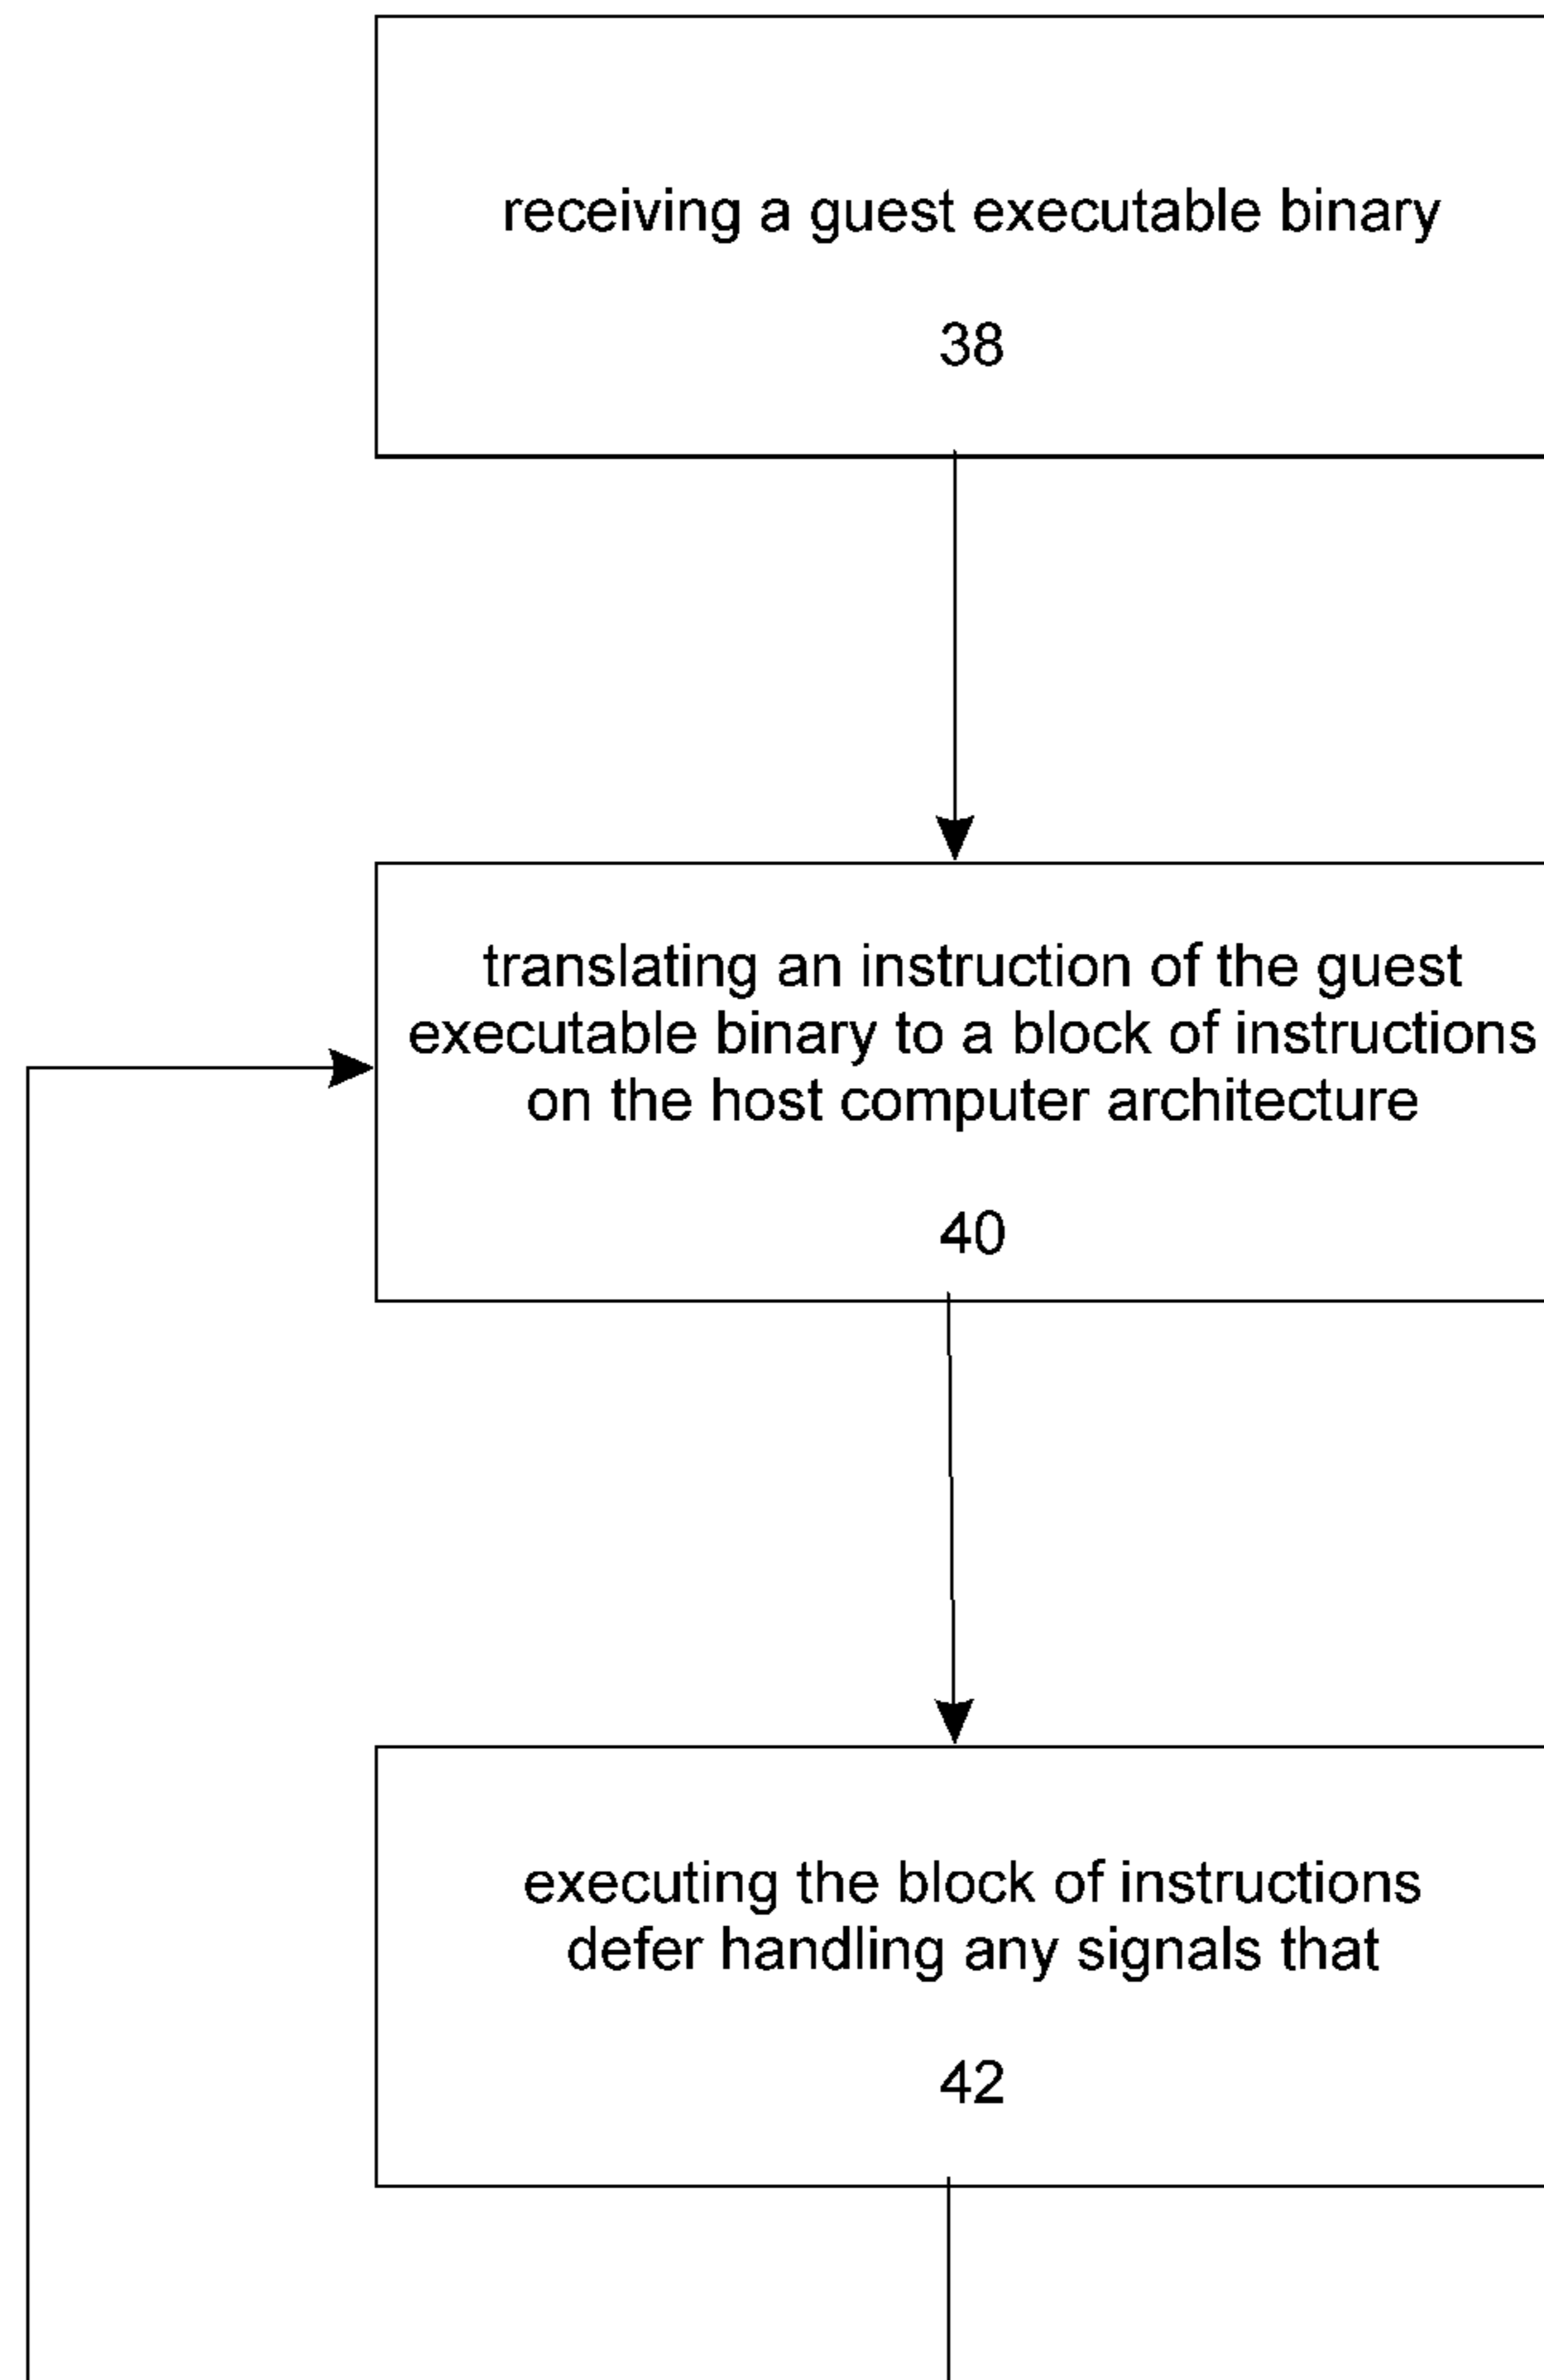 receiving a guest executable binary
38
translating an instruction of the guest
executable binary to a block of instructions
on the host computer architecture
40
executing the block of instructions
defer handling any signals that
42